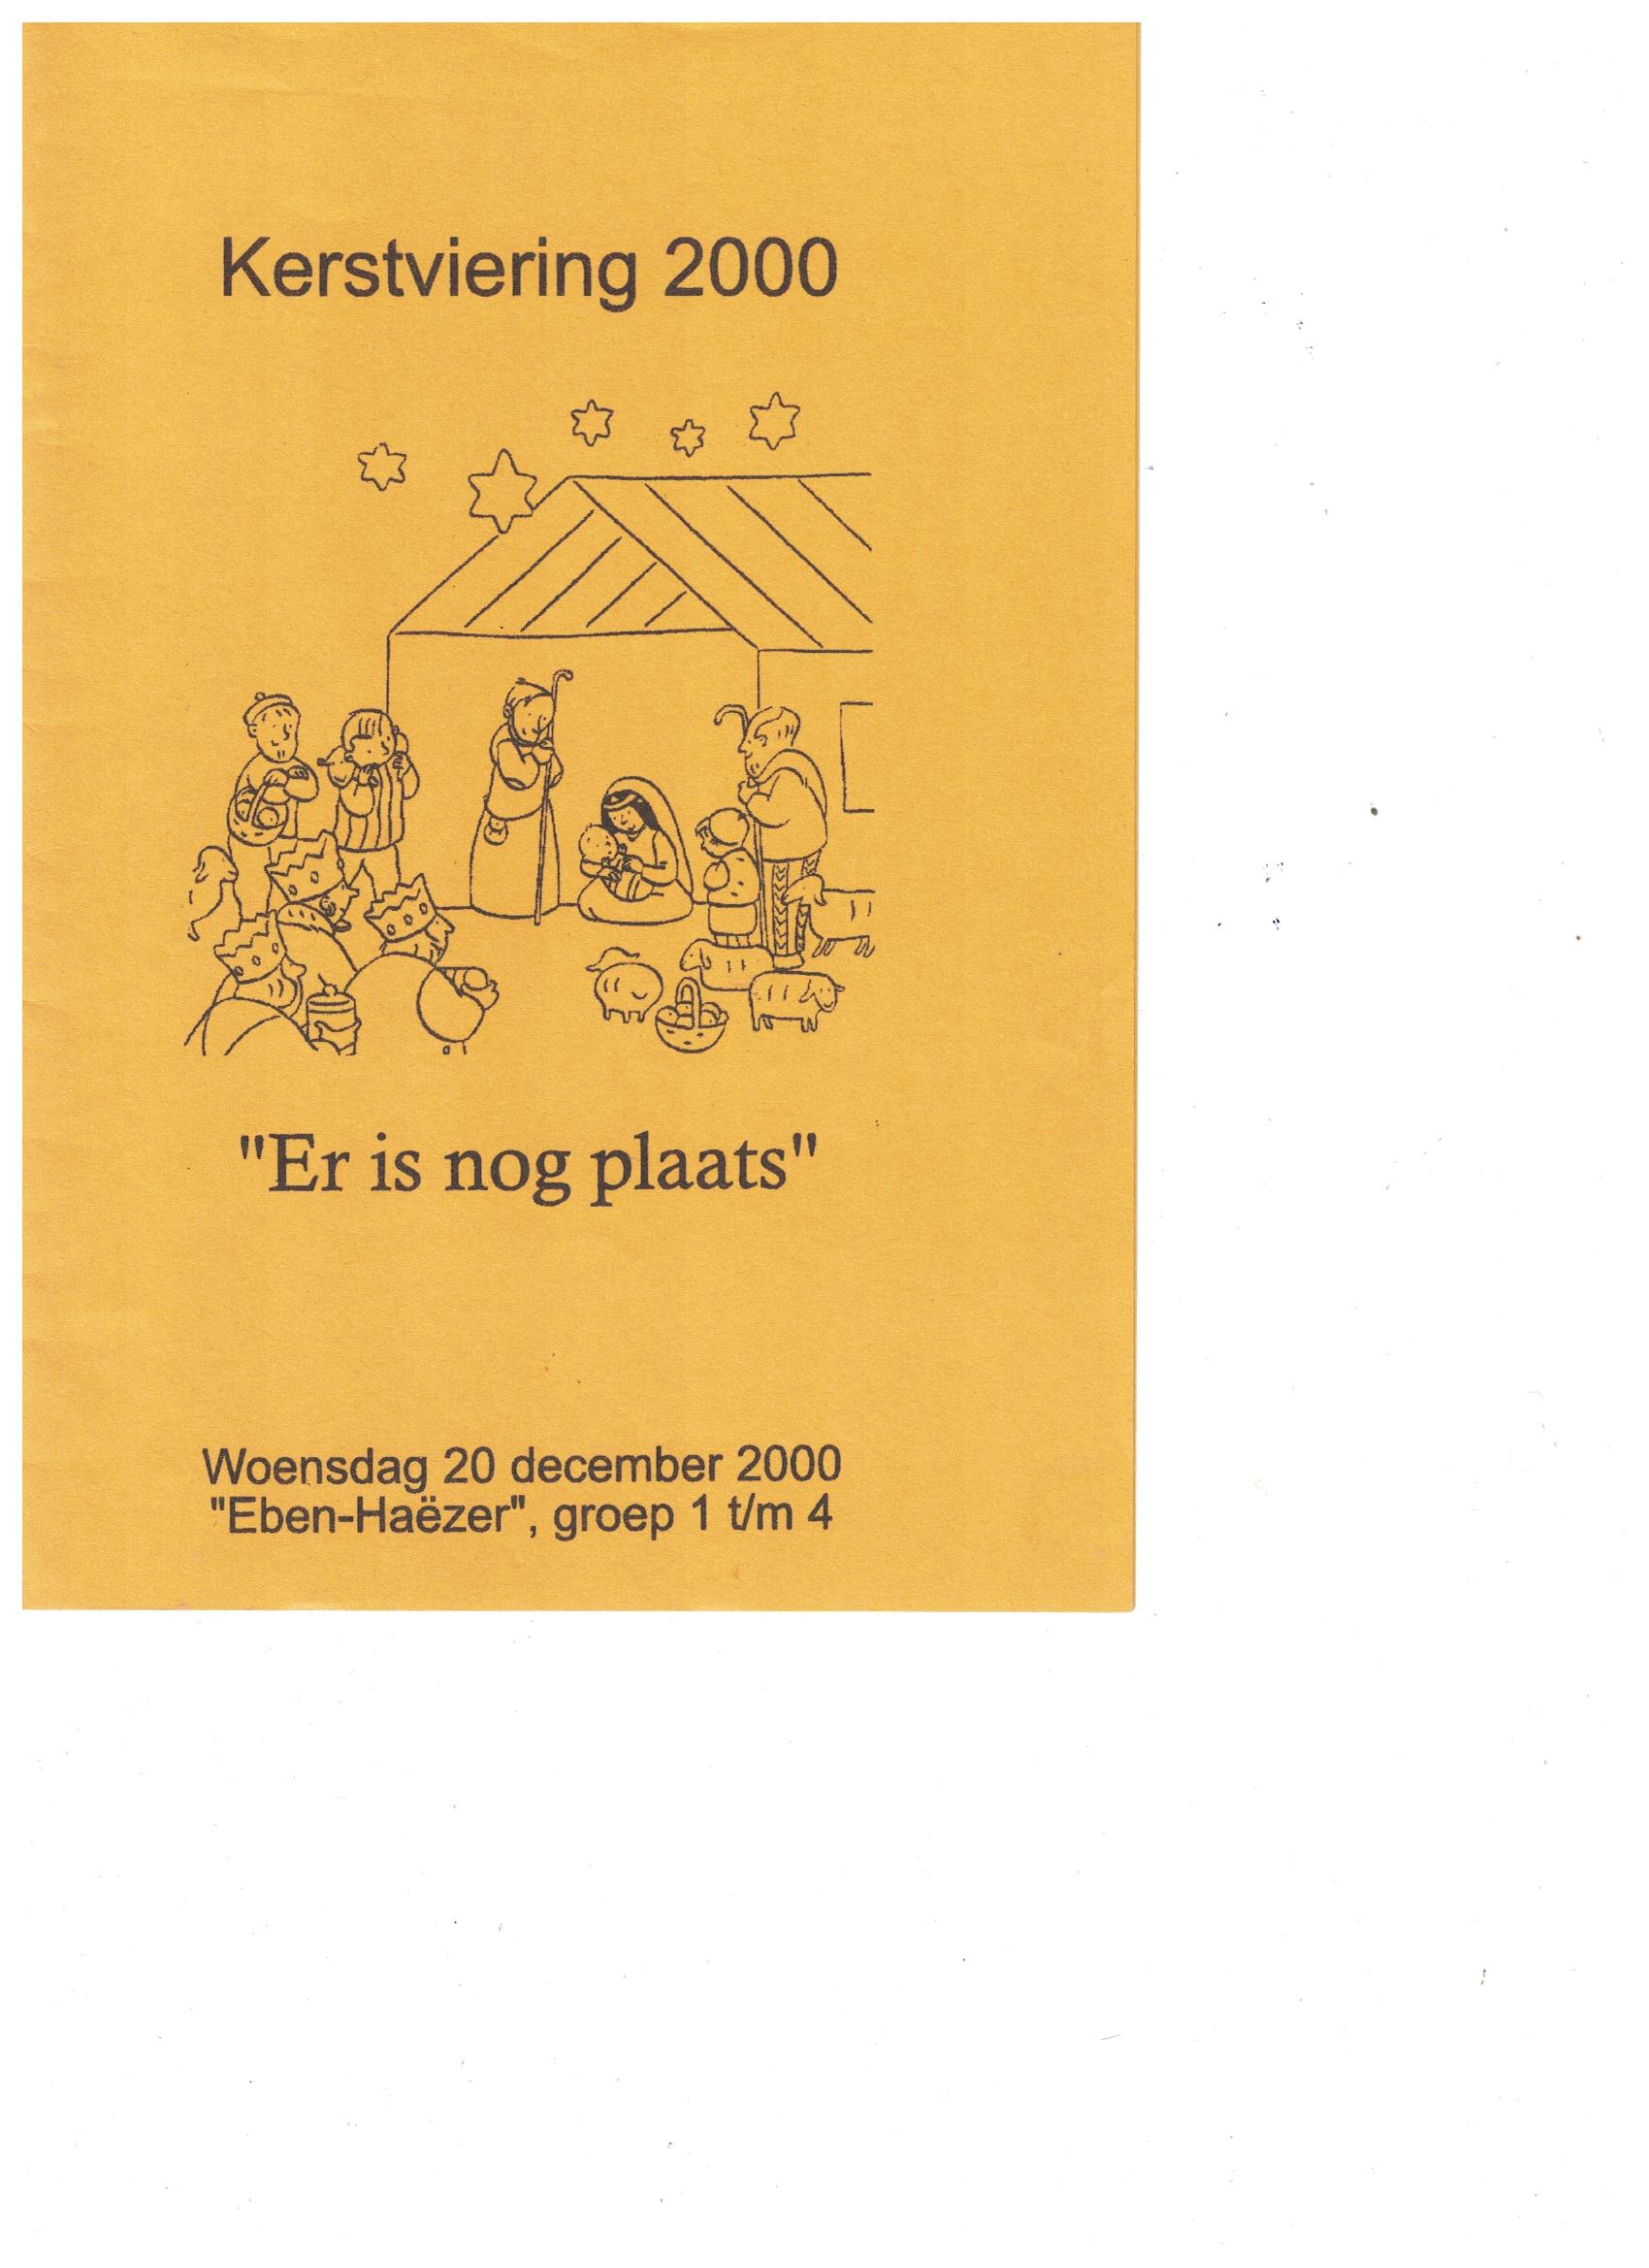 Kerstviering 2000
"Er is nog plaats"
Woensdag 20 december 2000
"Eben-Haëzer", groep 1 t/m 4